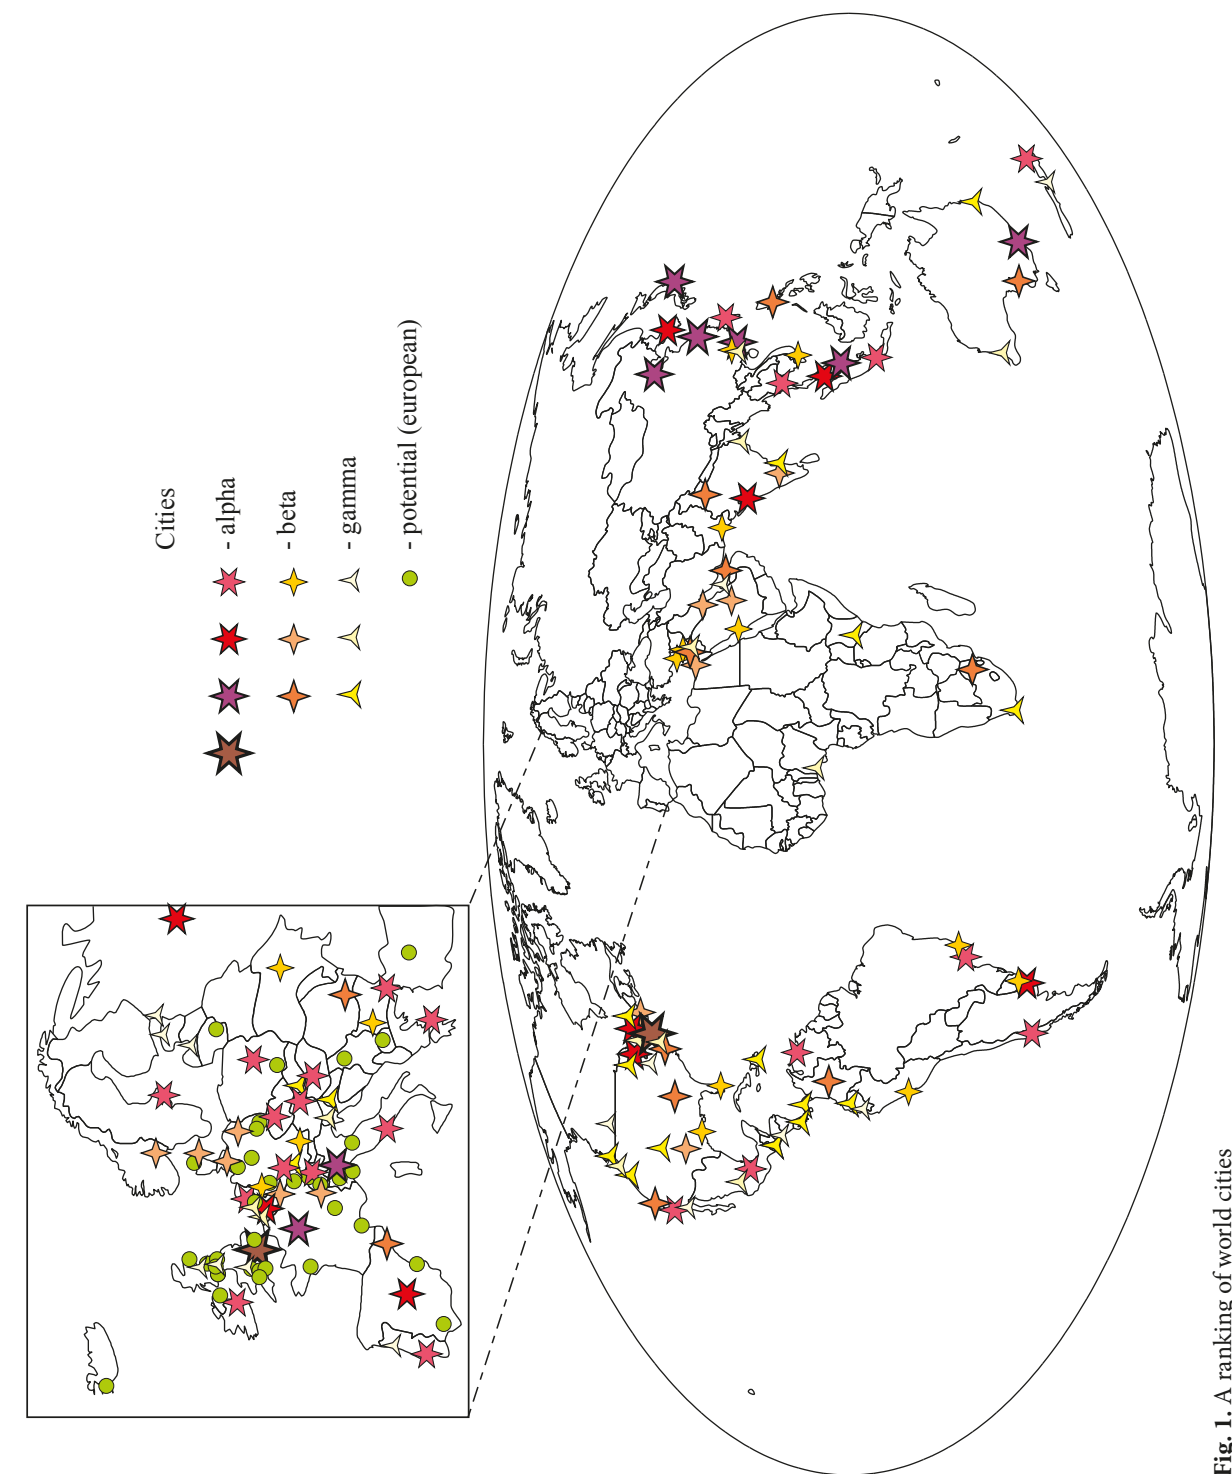 Cities
- alpha
- beta
- gamma
- potential (european)
Fig. 1. A ranking of world cities